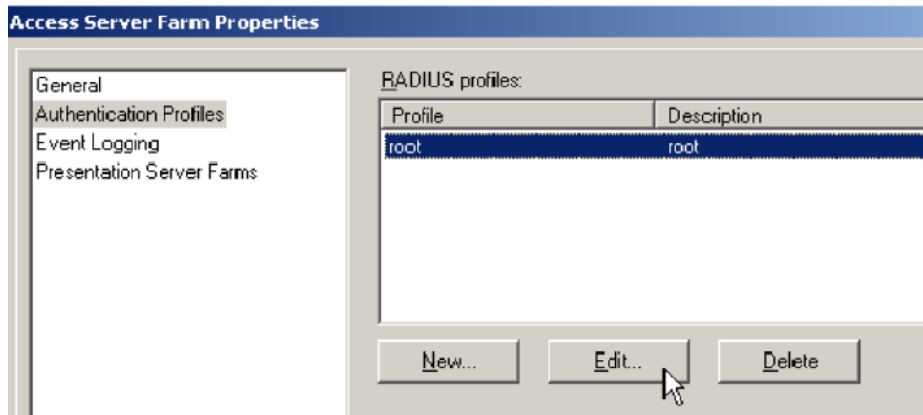 Access Server Farm Properties
General
Authentication Profiles
Event Logging
Presentation Server Farms
RADIUS profiles:
Profile Description
root root
New... Edit... Delete